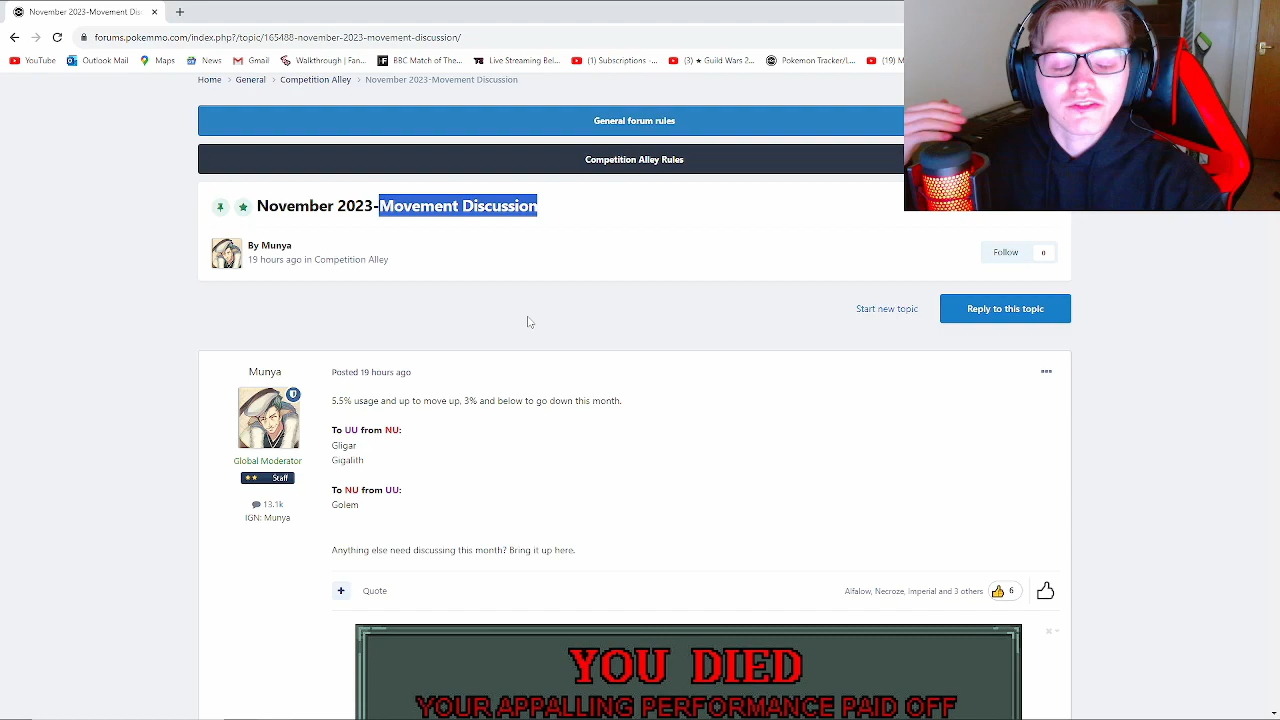 November 2023-Movement Dis
forums.pokemmo.com/index.php?/topic/165488-november-2023-movement-discussion/
YouTube Outlook Mail Maps News Gmail Walkthrough | F... BBC Match of The... Live Streaming Bel... (1) Subscriptions -... (3) ★ Guild Wars 2... Pokemon Tracker/L... (19) M
Home General Competition Alley November 2023-Movement Discussion
General forum rules
Competition Alley Rules
November 2023-Movement Discussion
By Munya
19 hours ago in Competition Alley
Follow 0
Start new topic Reply to this topic
Munya
Posted 19 hours ago
5.5% usage and up to move up, 3% and below to go down this month.
To UU from NU:
Gligar
Gigalith
Global Moderator
Staff
To NU from UU:
Golem
13.1k
IGN: Munya
Anything else need discussing this month? Bring it up here.
+ Quote
Alfalow, Necroze, Imperial and 3 others 6
YOU DIED
YOUR APPALLING PERFORMANCE PAID OFF